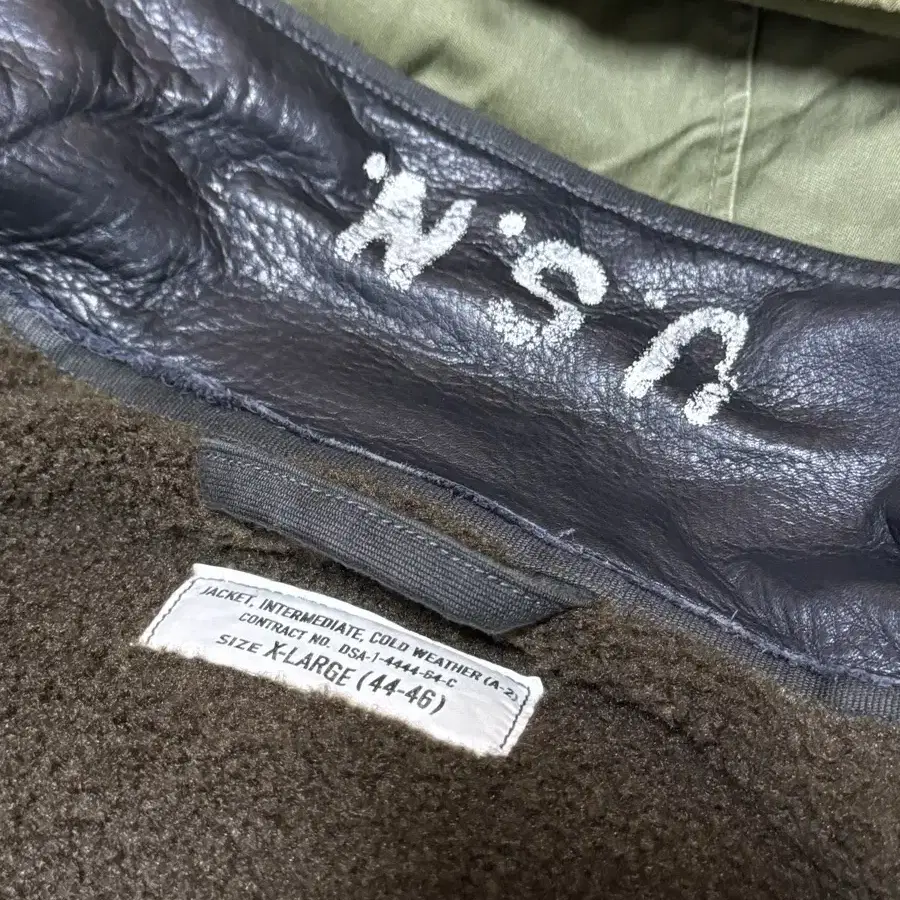 U.S.N.
JACKET, INTERMEDIATE, COLD WEATHER (A-2)
CONTRACT NO. DSA-1-4444-64-C
SIZE X-LARGE (44-46)